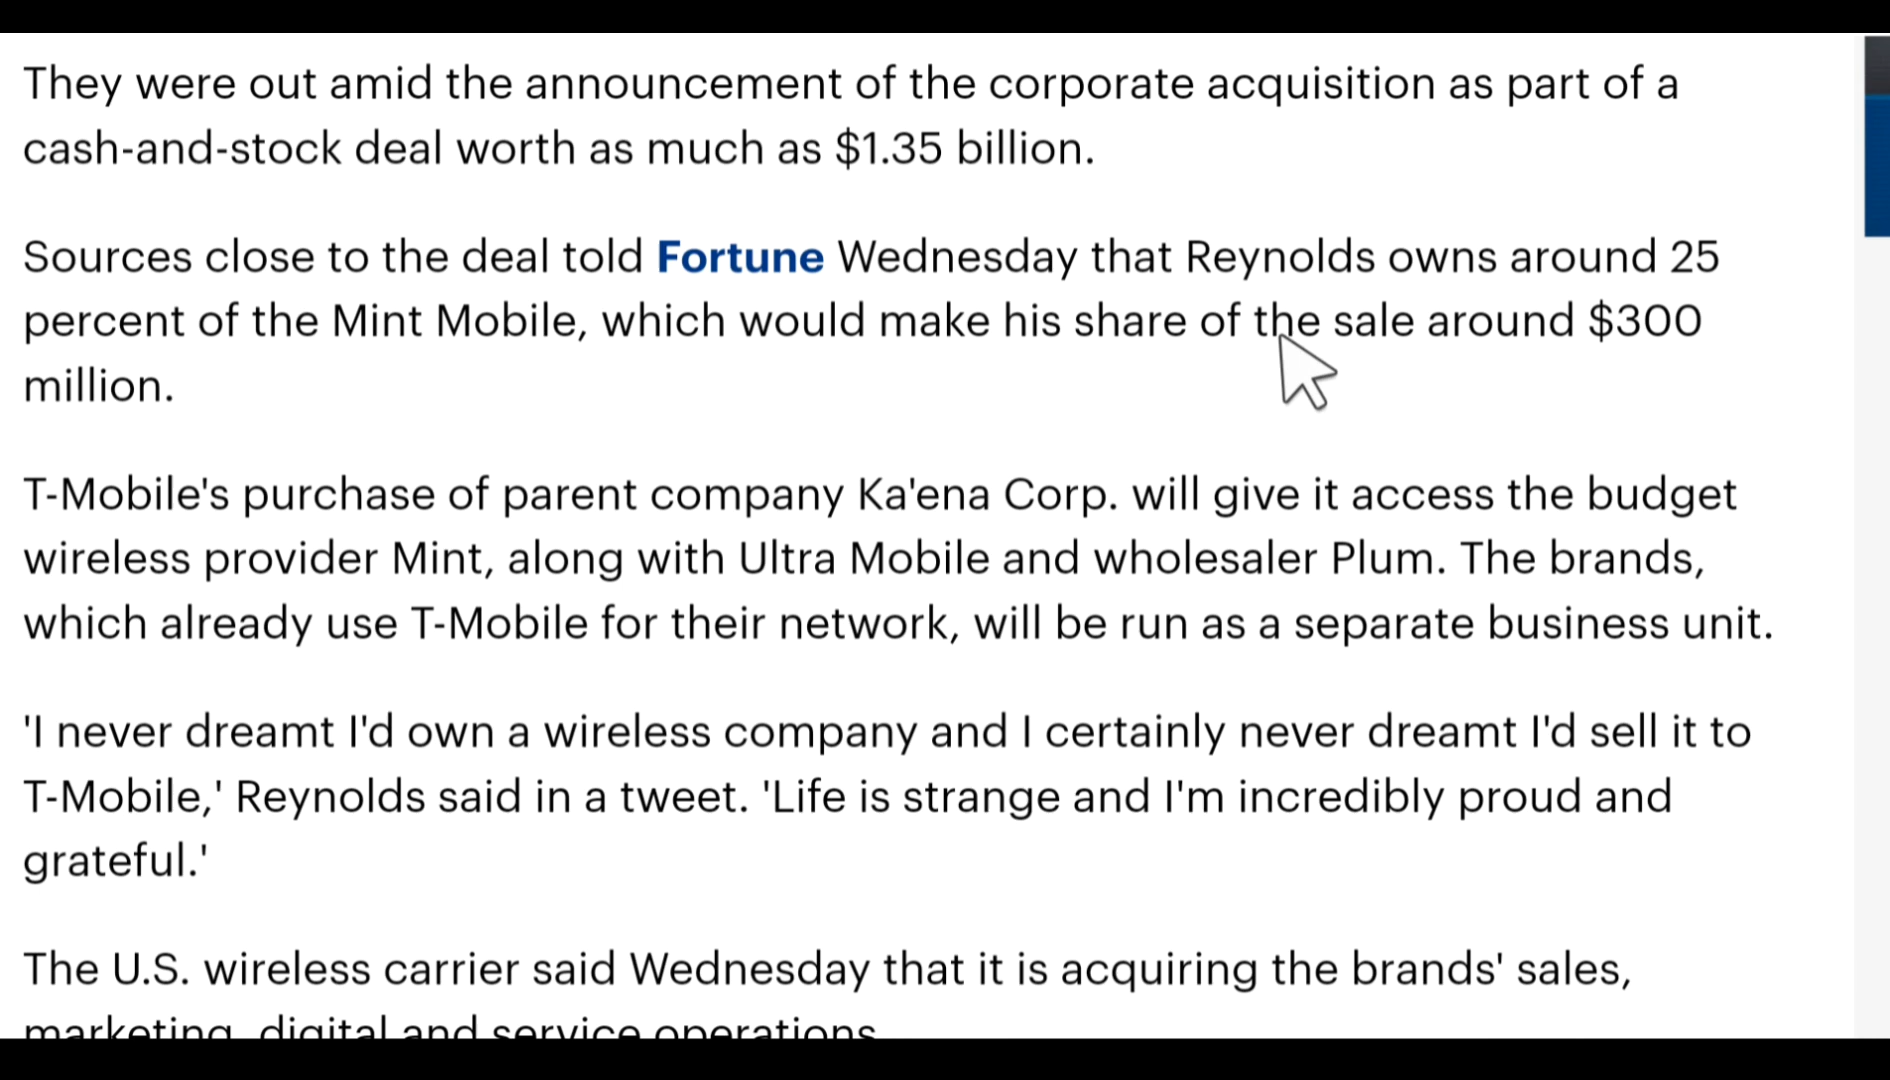 They were out amid the announcement of the corporate acquisition as part of a
cash-and-stock deal worth as much as $1.35 billion.
Sources close to the deal told Fortune Wednesday that Reynolds owns around 25
percent of the Mint Mobile, which would make his share of the sale around $300
million.
T-Mobile's purchase of parent company Ka'ena Corp. will give it access the budget
wireless provider Mint, along with Ultra Mobile and wholesaler Plum. The brands,
which already use T-Mobile for their network, will be run as a separate business unit.
'I never dreamt I'd own a wireless company and I certainly never dreamt I'd sell it to
T-Mobile,' Reynolds said in a tweet. 'Life is strange and I'm incredibly proud and
grateful.'
The U.S. wireless carrier said Wednesday that it is acquiring the brands' sales,
marketing, digital and service operations